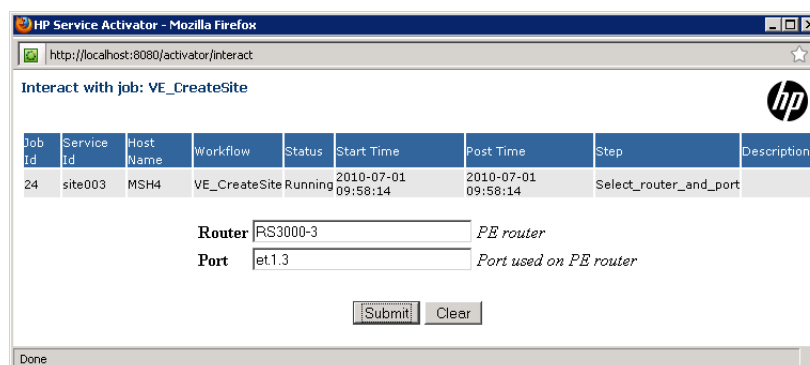 HP Service Activator - Mozilla Firefox
http://localhost:8080/activator/interact
Interact with job: VE_CreateSite
hp
Job Id Service Id Host Name Workflow Status Start Time Post Time Step Description
24 site003 MSH4 VE_CreateSite Running 2010-07-01 09:58:14 2010-07-01 09:58:14 Select_router_and_port
Router RS3000-3 PE router
Port et.1.3 Port used on PE router
Submit Clear
Done